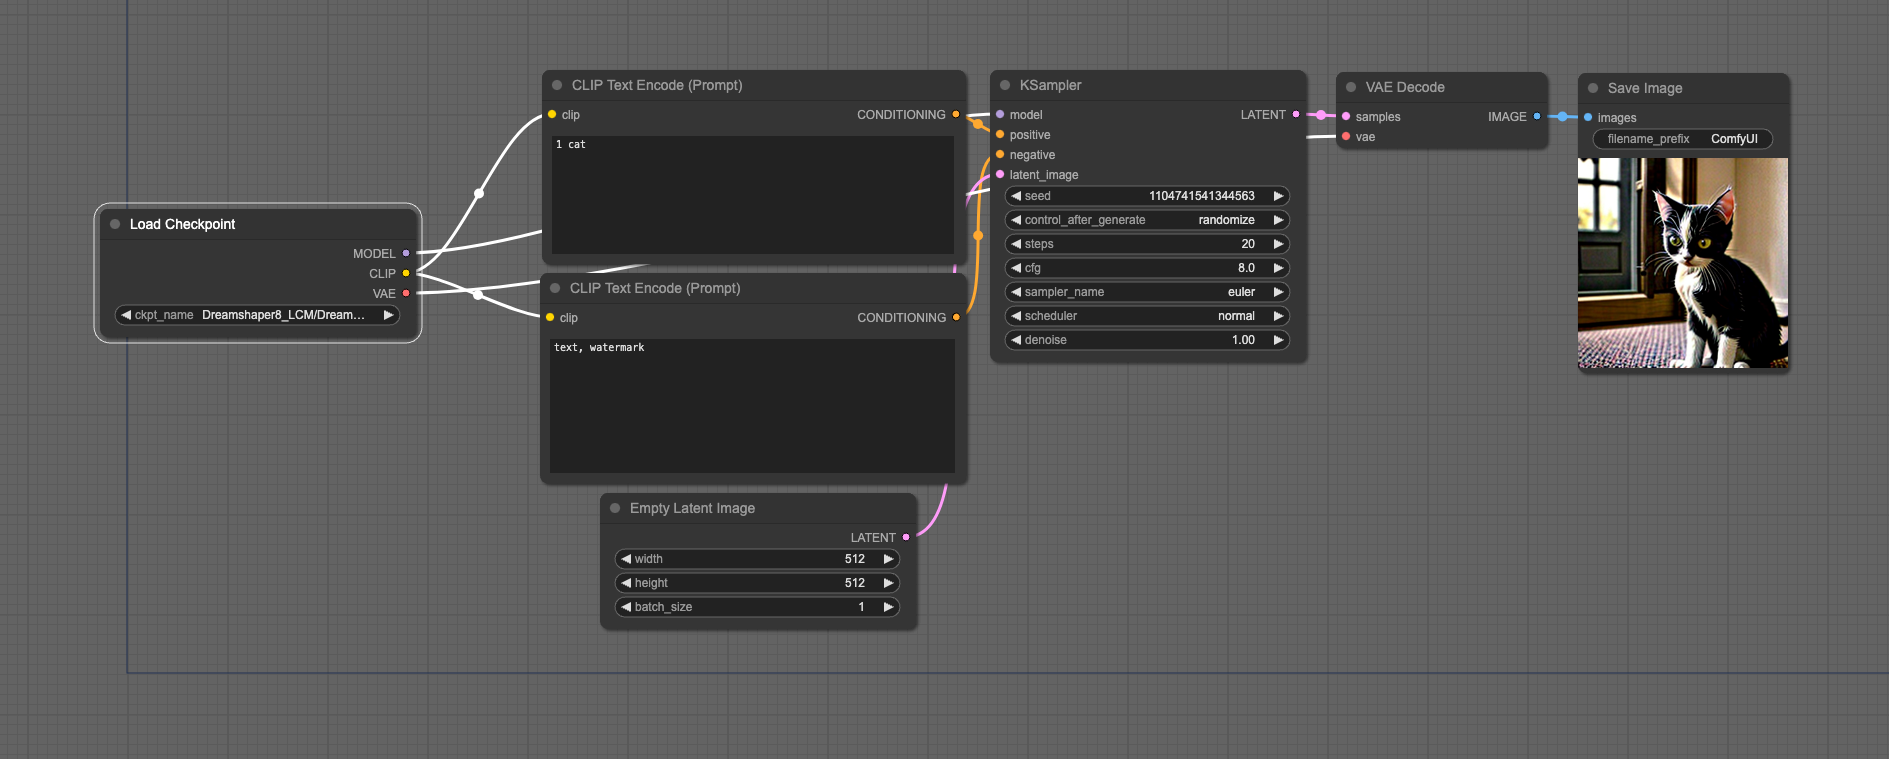 Load Checkpoint
MODEL
CLIP
VAE
ckpt_name Dreamshaper8_LCM/Dream...
CLIP Text Encode (Prompt)
clip CONDITIONING
1 cat
CLIP Text Encode (Prompt)
clip CONDITIONING
text, watermark
Empty Latent Image
LATENT
width 512
height 512
batch_size 1
KSampler
model LATENT
positive
negative
latent_image
seed 1104741541344563
control_after_generate randomize
steps 20
cfg 8.0
sampler_name euler
scheduler normal
denoise 1.00
VAE Decode
samples IMAGE
vae
Save Image
images
filename_prefix ComfyUI